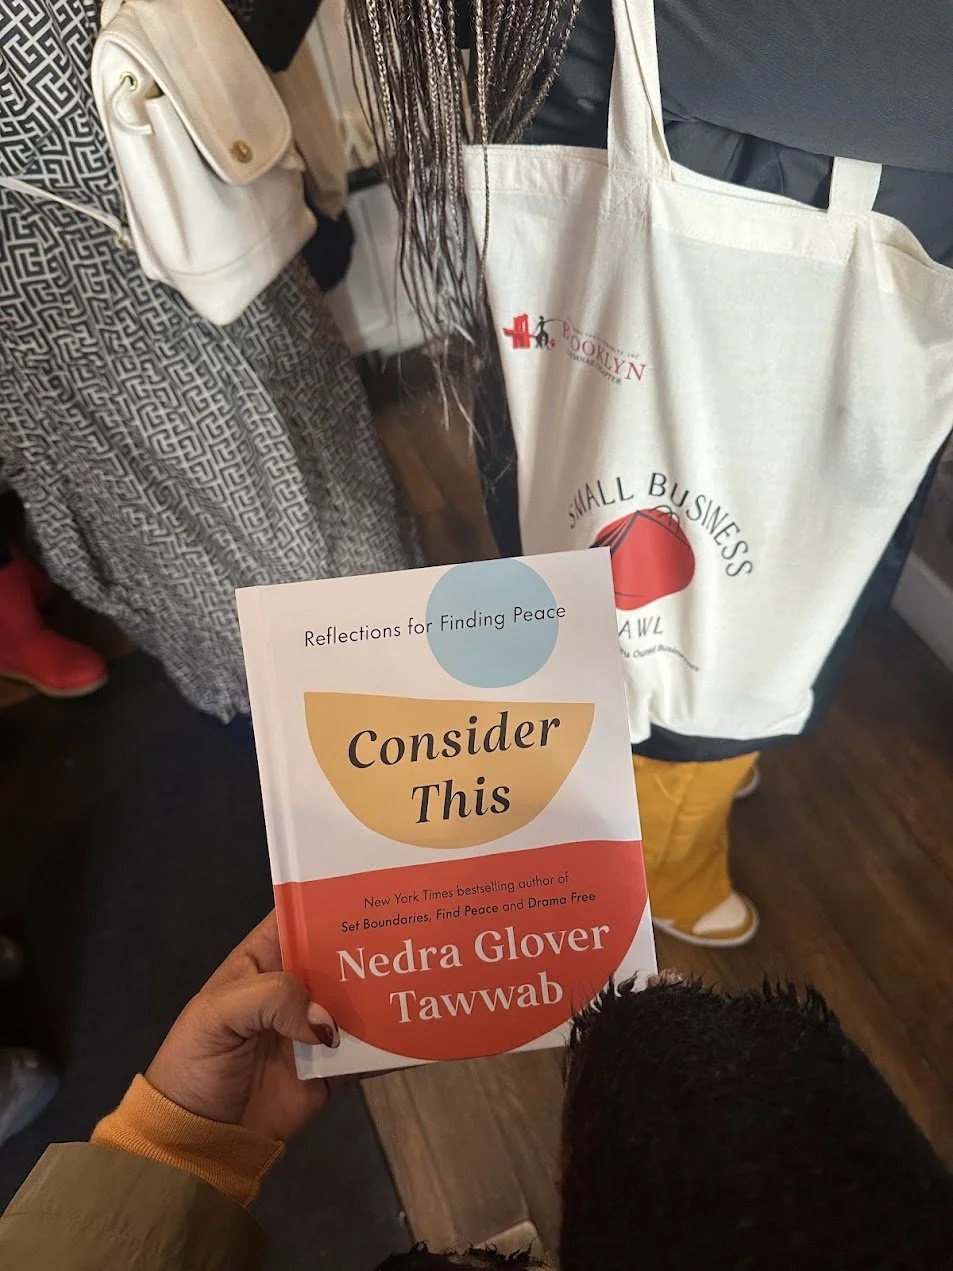 BROOKLYN
SMALL BUSINESS
Reflections for Finding Peace
Consider
This
New York Times bestselling author of
Set Boundaries, Find Peace and Drama Free
Nedra Glover
Tawwab